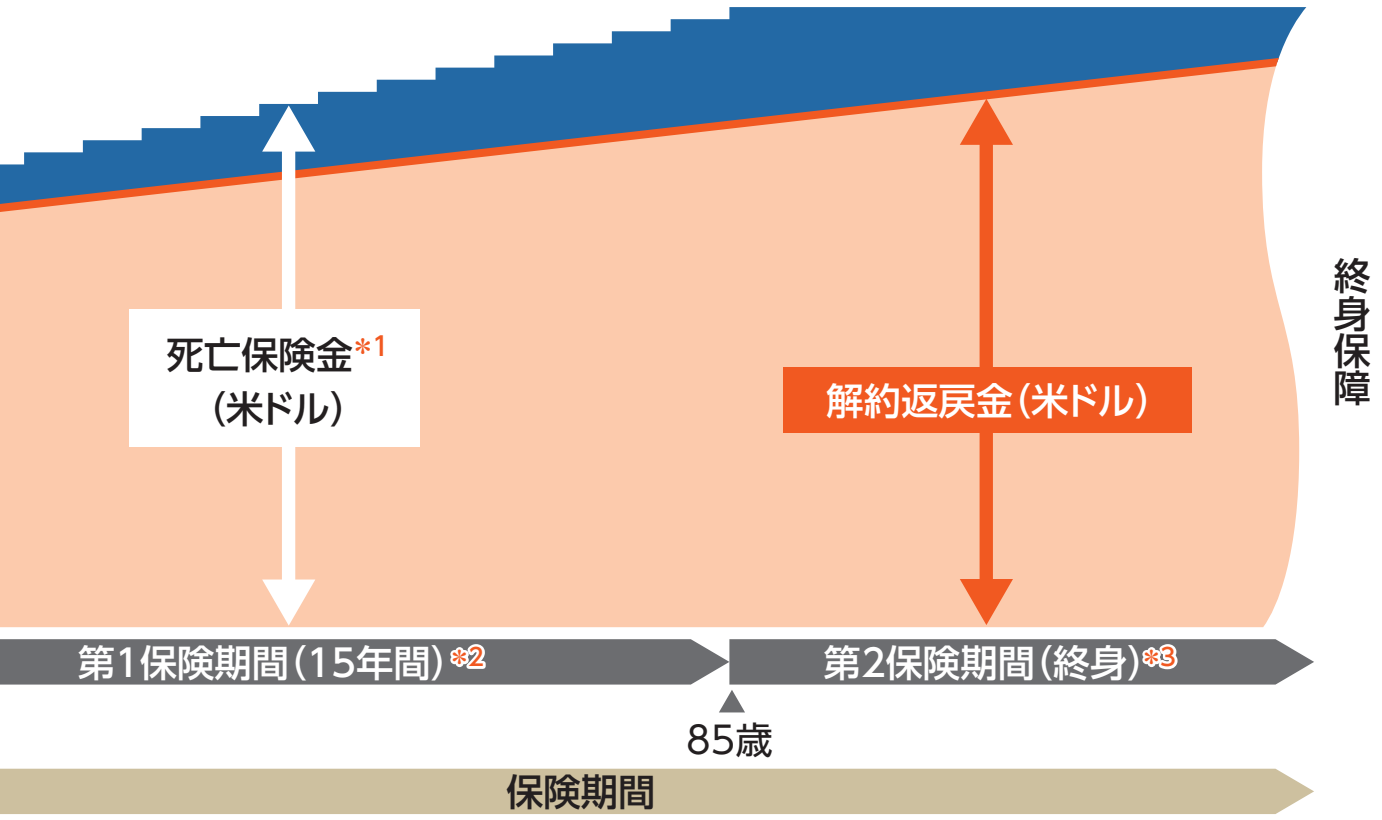 死亡保険金*1
(米ドル)
解約返戻金(米ドル)
終身保障
第1保険期間(15年間)*2
第2保険期間(終身)*3
85歳
保険期間